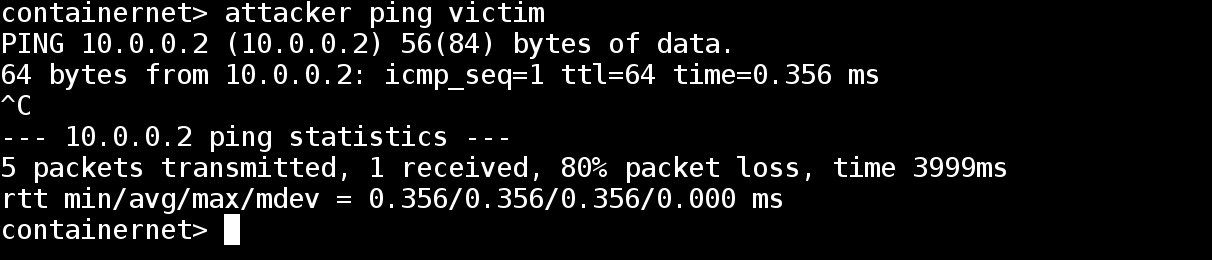 containernet> attacker ping victim
PING 10.0.0.2 (10.0.0.2) 56(84) bytes of data.
64 bytes from 10.0.0.2: icmp_seq=1 ttl=64 time=0.356 ms
^C
--- 10.0.0.2 ping statistics ---
5 packets transmitted, 1 received, 80% packet loss, time 3999ms
rtt min/avg/max/mdev = 0.356/0.356/0.356/0.000 ms
containernet>